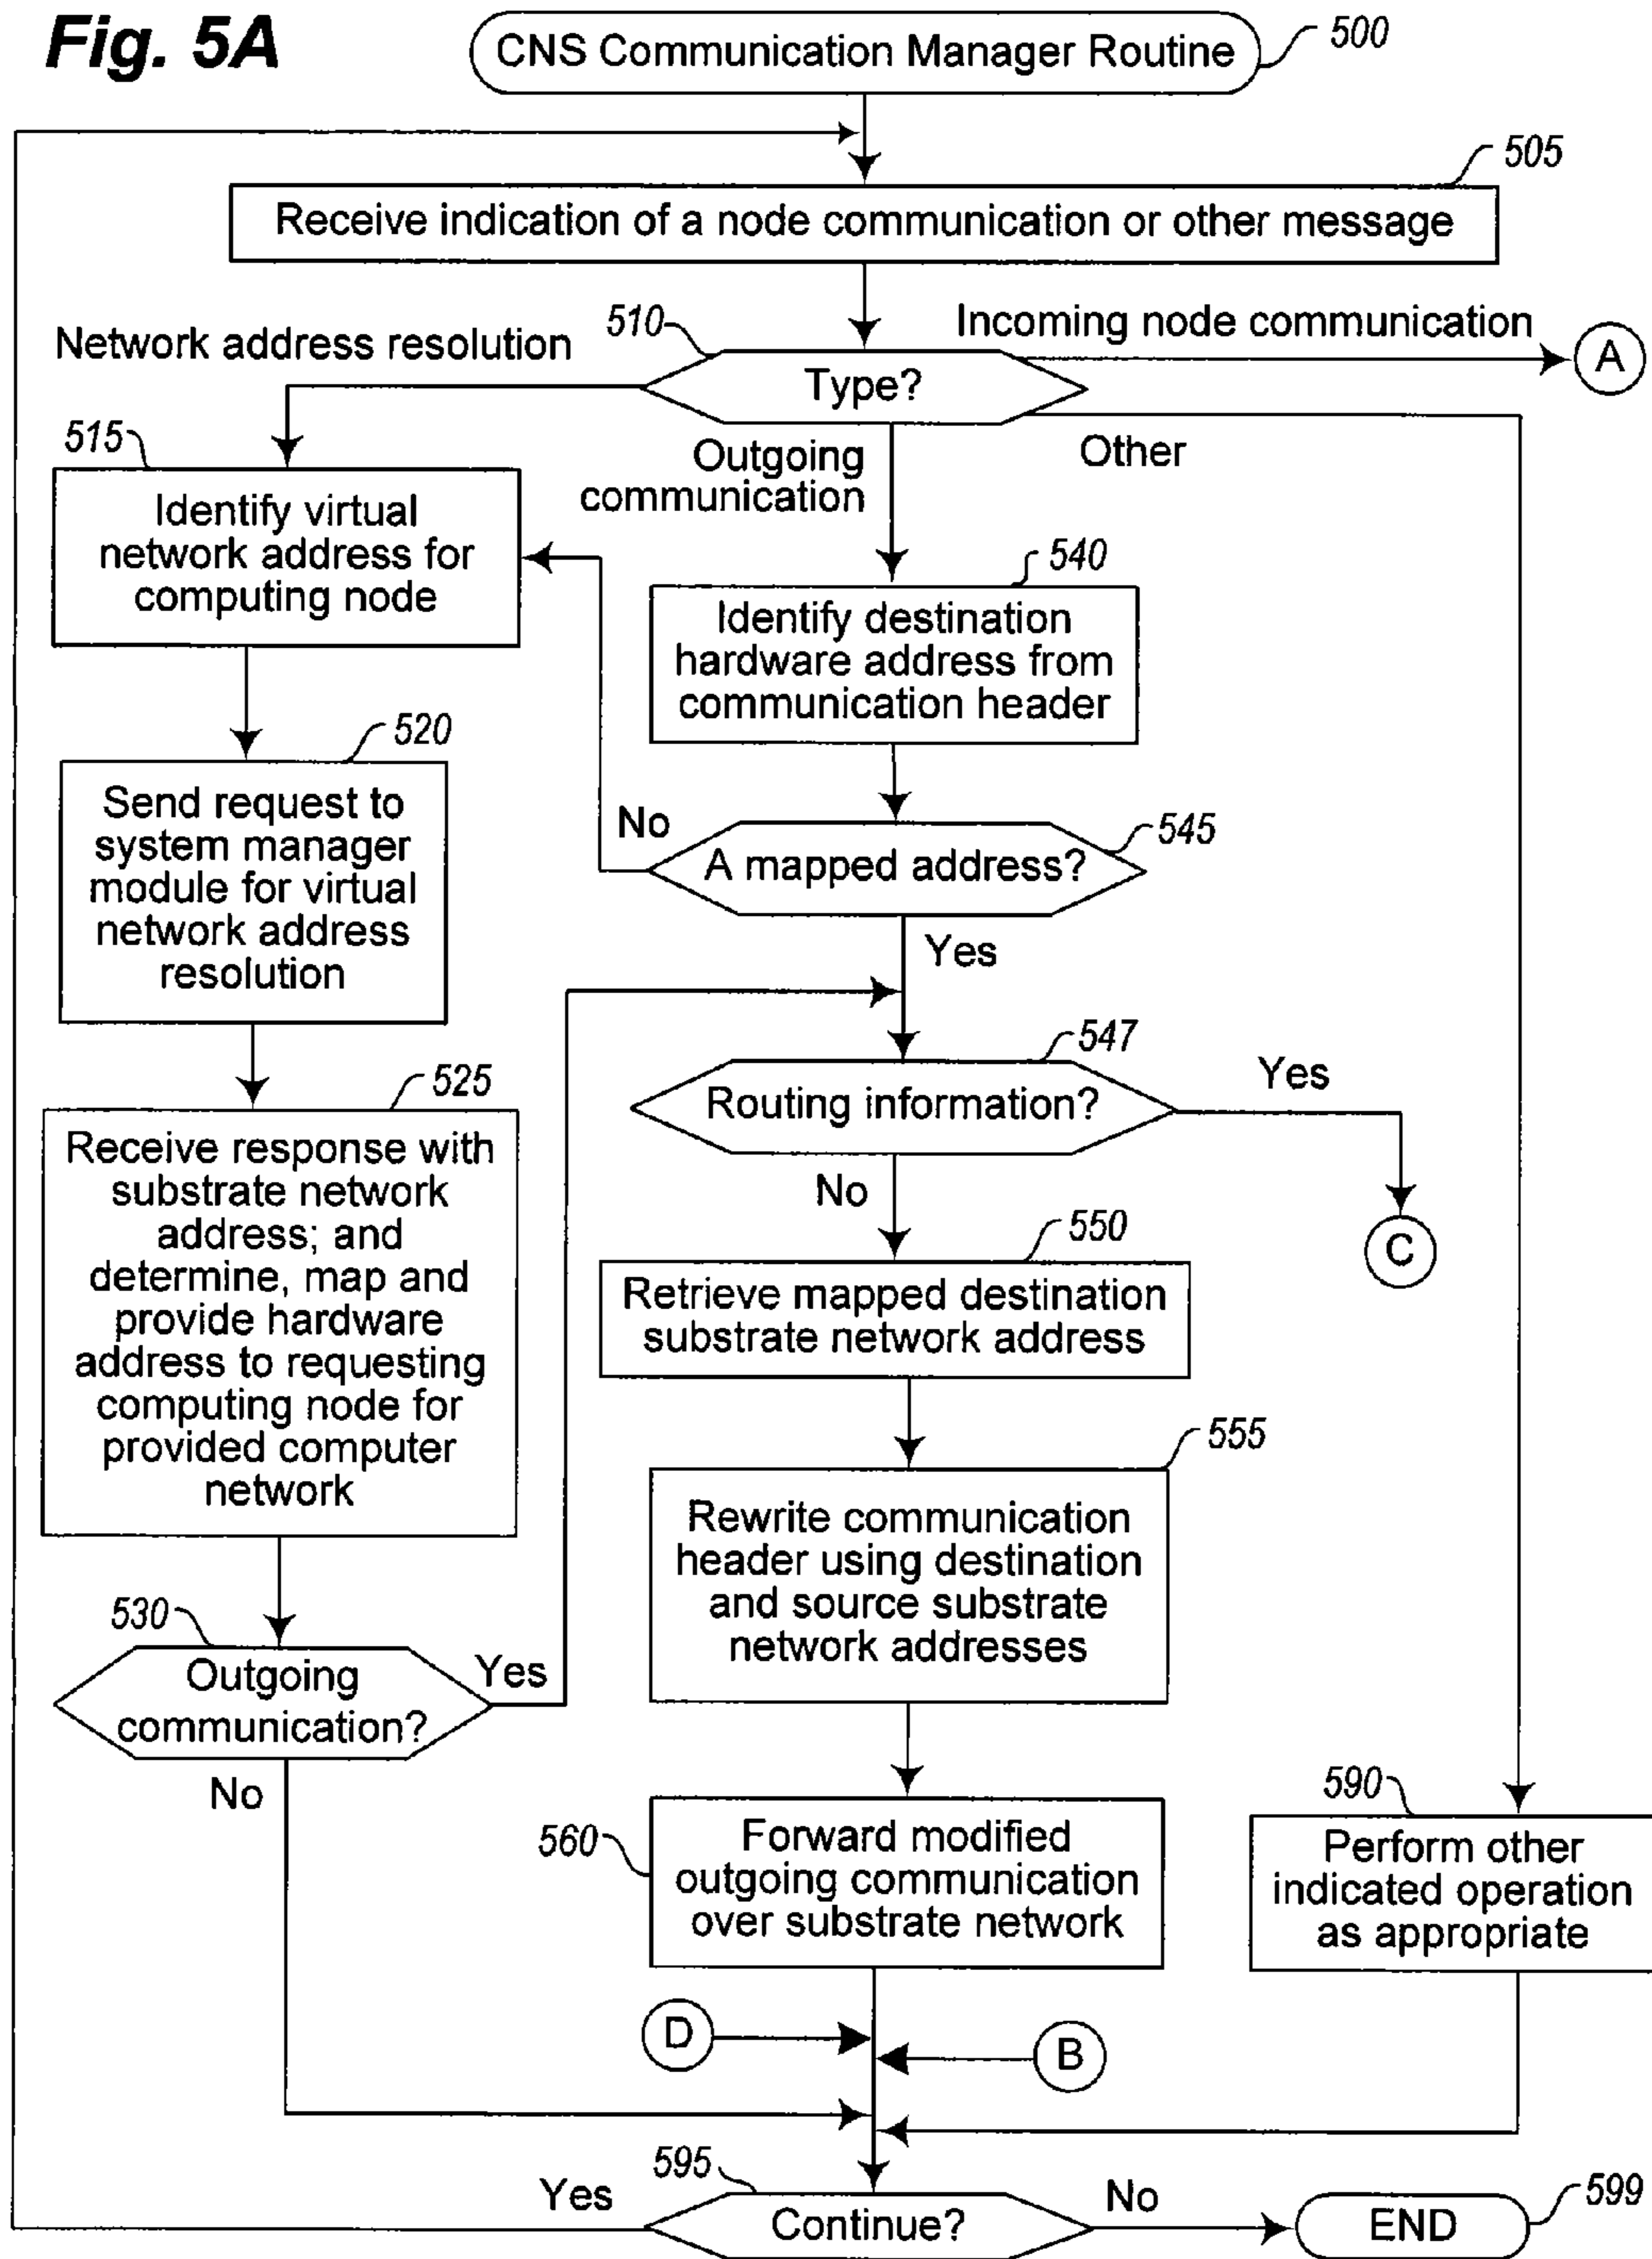 Fig. 5A
CNS Communication Manager Routine
500
505
Receive indication of a node communication or other message
510
Incoming node communication
A
Network address resolution
Type?
Outgoing
communication
Other
515
Identify virtual
network address for
computing node
540
Identify destination
hardware address from
communication header
520
Send request to
system manager
module for virtual
network address
resolution
No
A mapped address?
545
Yes
547
Routing information?
Yes
C
No
525
Receive response with
substrate network
address; and
determine, map and
provide hardware
address to requesting
computing node for
provided computer
network
550
Retrieve mapped destination
substrate network address
555
Rewrite communication
header using destination
and source substrate
network addresses
530
Outgoing
communication?
Yes
No
560
Forward modified
outgoing communication
over substrate network
590
Perform other
indicated operation
as appropriate
D
B
595
Yes
Continue?
No
END
599